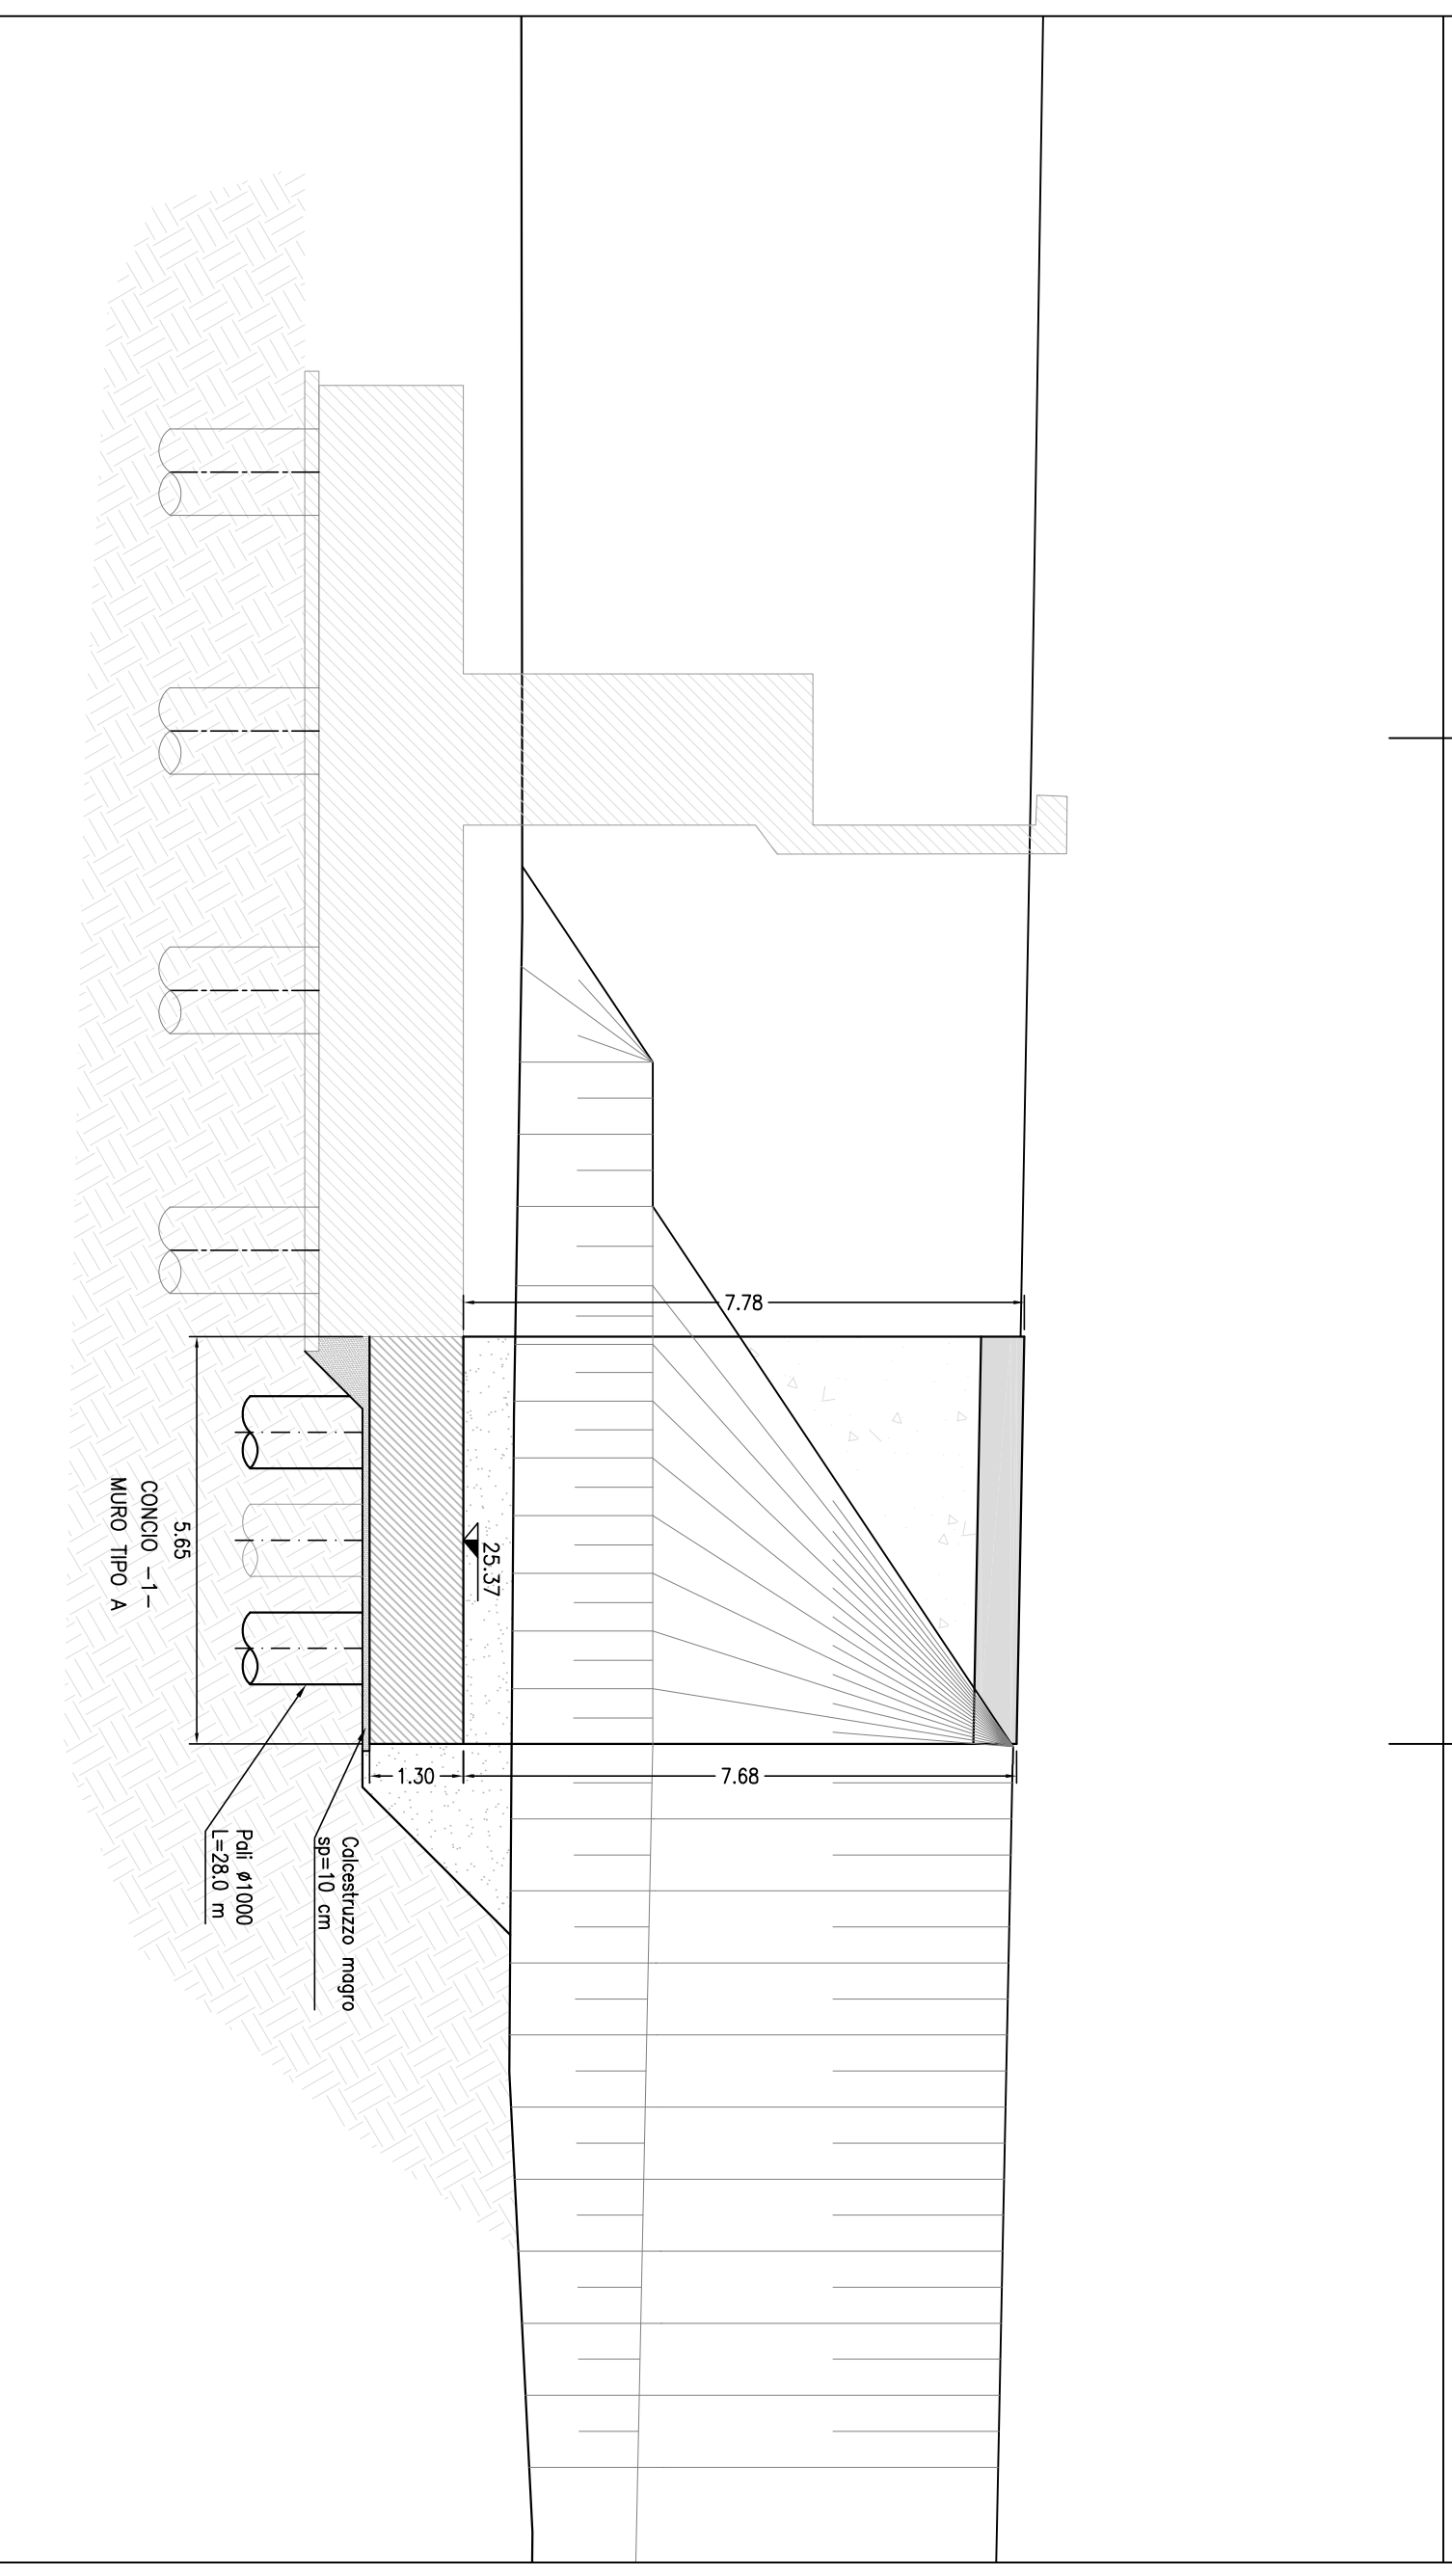 7.78
25.37
7.68
1.30
5.65
CONCIO -1-
MURO TIPO A
Calcestruzzo magro
sp=10 cm
Pali ø1000
L=28.0 m